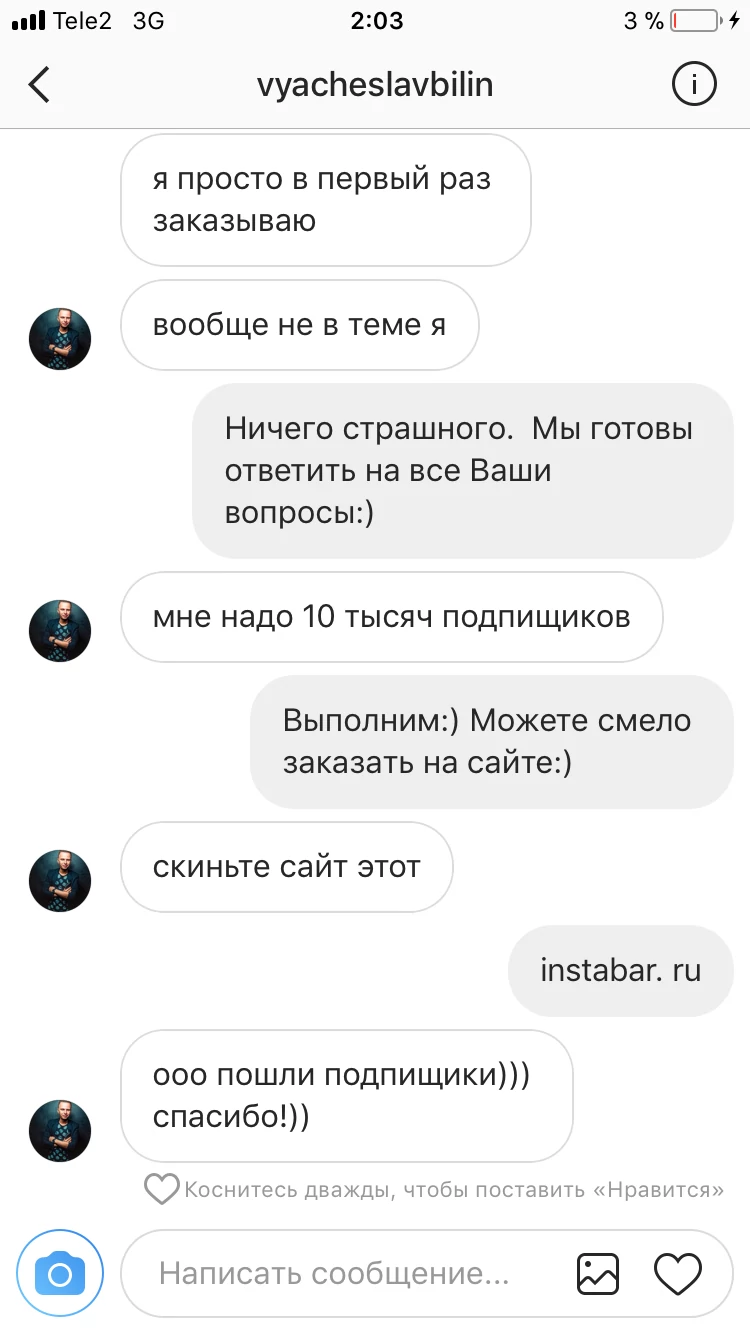 Tele2 3G 2:03 3 %
vyacheslavbilin
я просто в первый раз
заказываю
вообще не в теме я
Ничего страшного.  Мы готовы
ответить на все Ваши
вопросы:)
мне надо 10 тысяч подпищиков
Выполним:) Можете смело
заказать на сайте:)
скиньте сайт этот
instabar. ru
ооо пошли подпищики)))
спасибо!))
Коснитесь дважды, чтобы поставить «Нравится»
Написать сообщение...